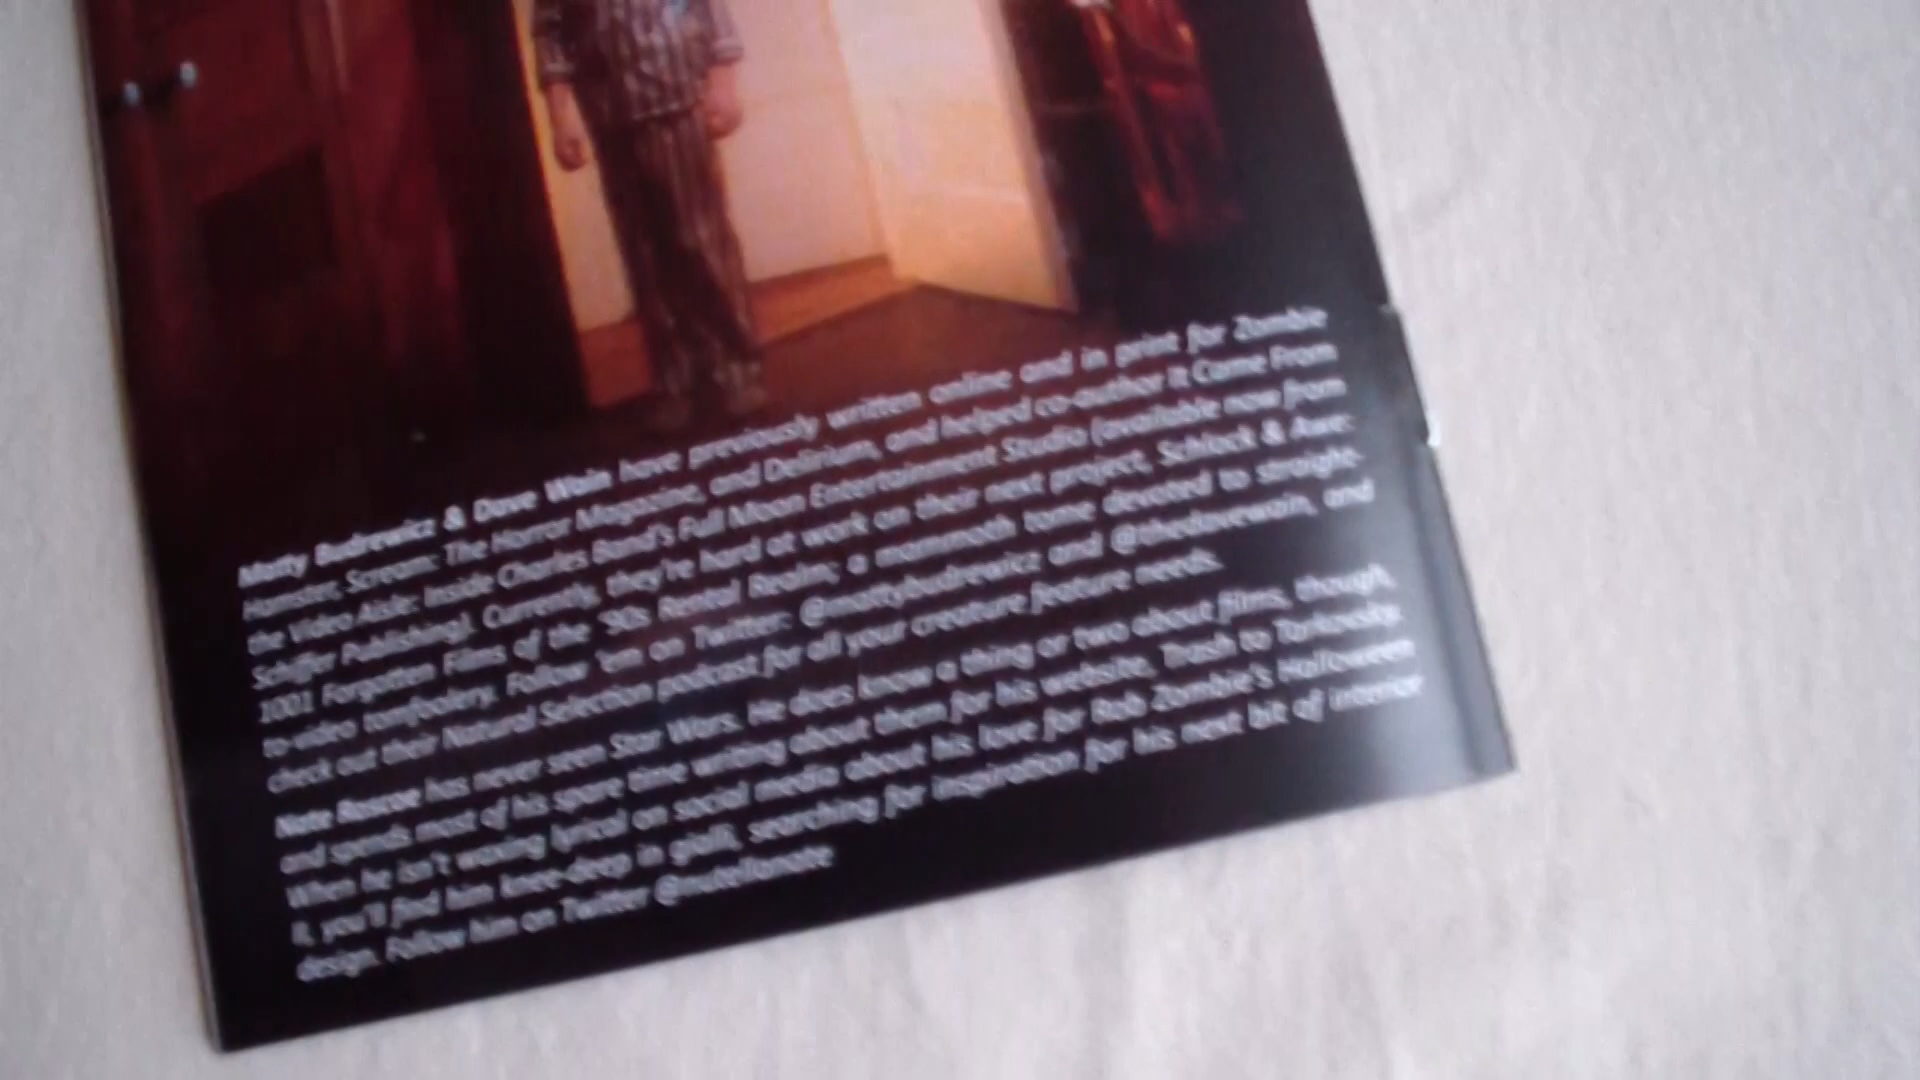 Matty Budrewicz & Dave Wain have previously written online and in print for Zombie
Hamster, Scream: The Horror Magazine, and Delirium, and helped co-author It Came From
the Video Aisle: Inside Charles Band's Full Moon Entertainment Studio (available now from
Schiffer Publishing). Currently, they're hard at work on their next project, Schlock & Awe:
1001 Forgotten Films of the '90s Rental Realm; a mammoth tome devoted to straight-
to-video tomfoolery. Follow 'em on Twitter: @mattybudrewicz and @thedavewain, and
check out their Natural Selection podcast for all your creature feature needs.
Nate Roscoe has never seen Star Wars. He does know a thing or two about films, though,
and spends most of his spare time writing about them for his website, Trash to Tarkovsky.
When he isn't waxing lyrical on social media about his love for Rob Zombie's Halloween
II, you'll find him knee-deep in gialli, searching for inspiration for his next bit of interior
design. Follow him on Twitter @nutellanate